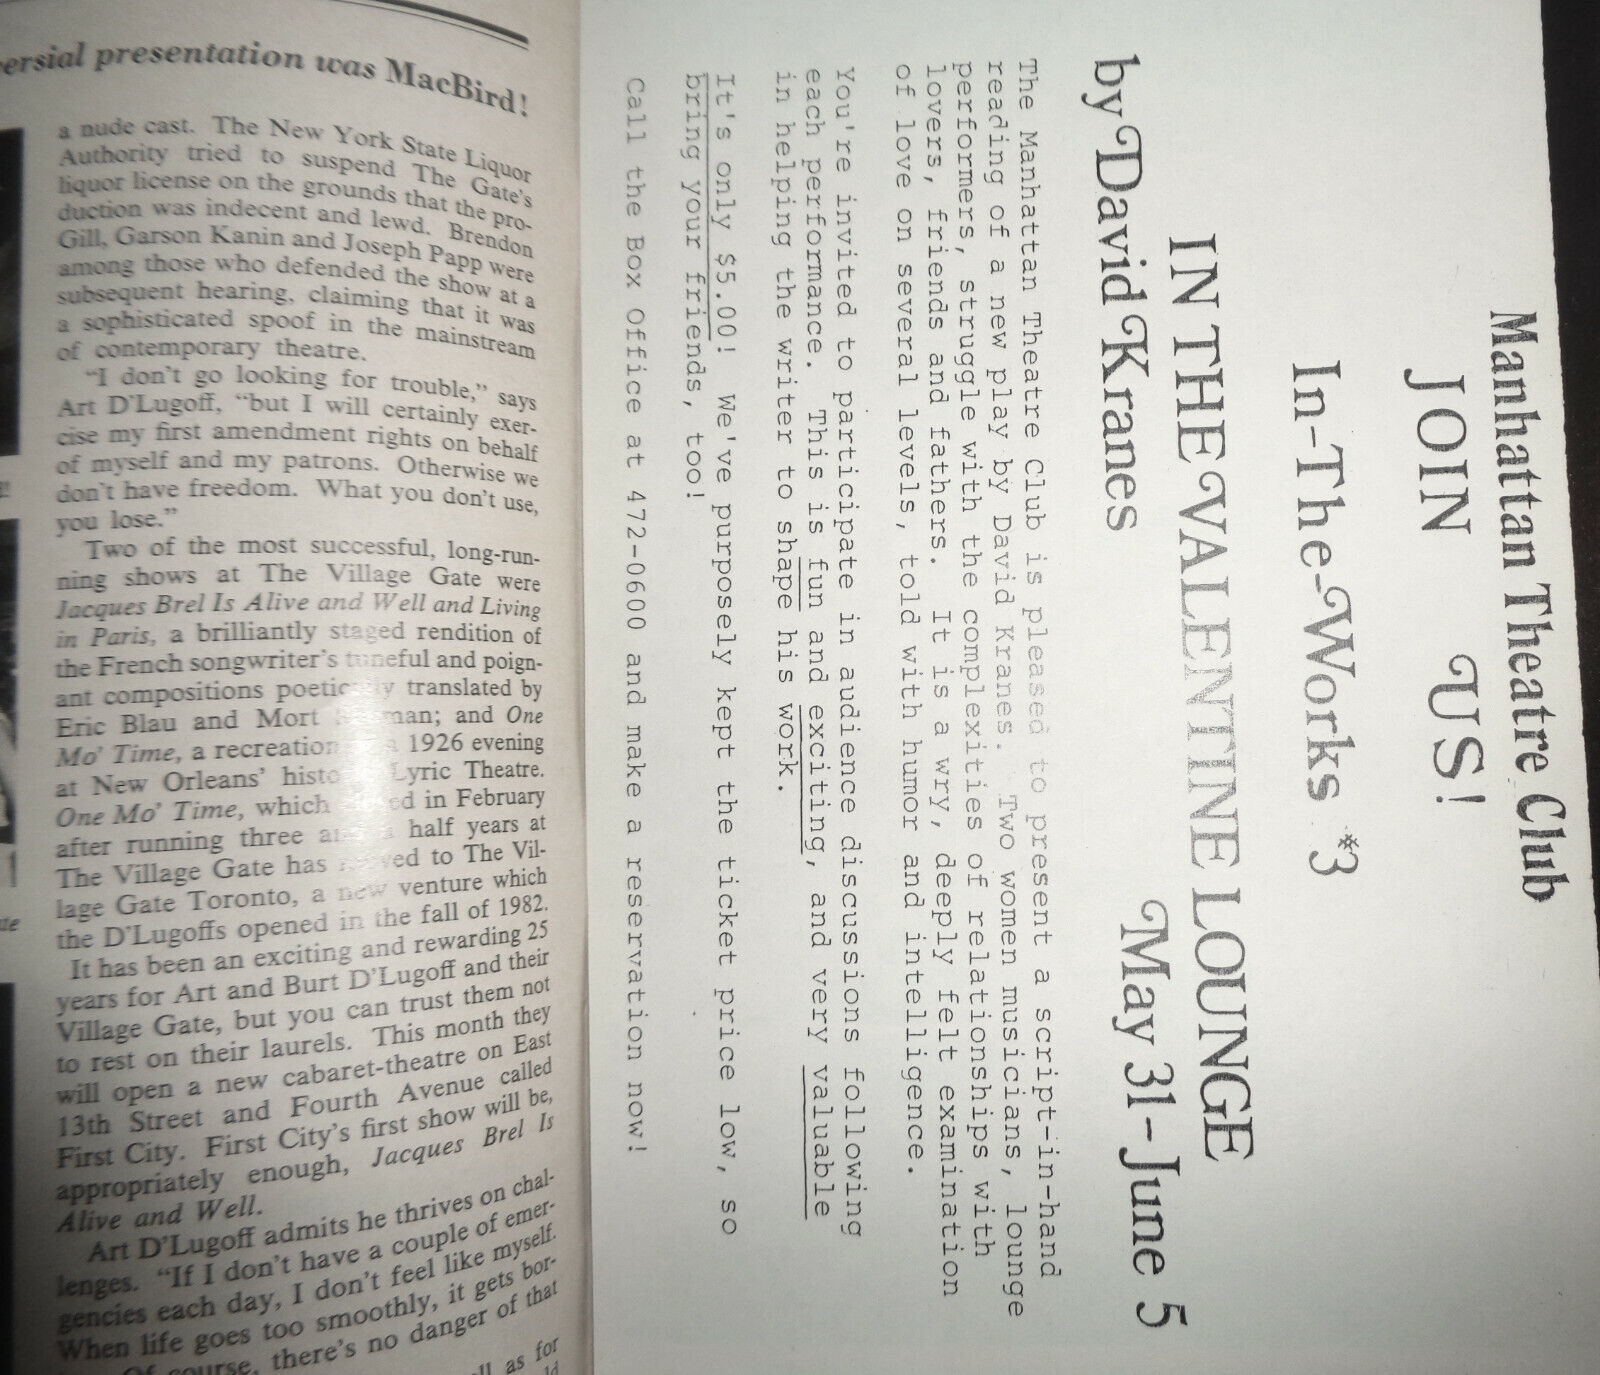 ersial presentation was MacBird!
a nude cast. The New York State Liquor
Authority tried to suspend The Gate's
liquor license on the grounds that the pro-
duction was indecent and lewd. Brendon
Gill, Garson Kanin and Joseph Papp were
among those who defended the show at a
subsequent hearing, claiming that it was
a sophisticated spoof in the mainstream
of contemporary theatre.
"I don't go looking for trouble," says
Art D'Lugoff, "but I will certainly exer-
cise my first amendment rights on behalf
of myself and my patrons. Otherwise we
don't have freedom. What you don't use,
you lose."
Two of the most successful, long-run-
ning shows at The Village Gate were
Jacques Brel Is Alive and Well and Living
in Paris, a brilliantly staged rendition of
the French songwriter's tuneful and poign-
ant compositions translated by
Eric Blau and Mort and One
Mo' Time, a recreation 1926 evening
at New Orleans' Lyric Theatre.
One Mo' Time, which in February
after running three half years at
The Village Gate has to The Vil-
lage Gate Toronto, a new venture which
the D'Lugoffs opened in the fall of 1982.
It has been an exciting and rewarding 25
years for Art and Burt D'Lugoff and their
Village Gate, but you can trust them not
to rest on their laurels. This month they
will open a new cabaret-theatre on East
13th Street and Fourth Avenue called
First City. First City's first show will be,
appropriately enough, Jacques Brel Is
Alive and Well.
Art D'Lugoff admits he thrives on chal-
lenges. "If I don't have a couple of emer-
gencies each day, I don't feel like myself.
When life goes too smoothly, it gets bor-
Of course, there's no danger of that
as for
Manhattan Theatre Club
JOIN US!
In-The-Works #3
IN THE VALENTINE LOUNGE
by David Kranes May 31-June 5
The Manhattan Theatre Club is pleased to present a script-in-hand
reading of a new play by David Kranes. Two women musicians, lounge
performers, struggle with the complexities of relationships with
lovers, friends and fathers. It is a wry, deeply felt examination
of love on several levels, told with humor and intelligence.
You're invited to participate in audience discussions following
each performance. This is fun and exciting, and very valuable
in helping the writer to shape his work.
It's only $5.00! We've purposely kept the ticket price low, so
bring your friends, too!
Call the Box Office at 472-0600 and make a reservation now!